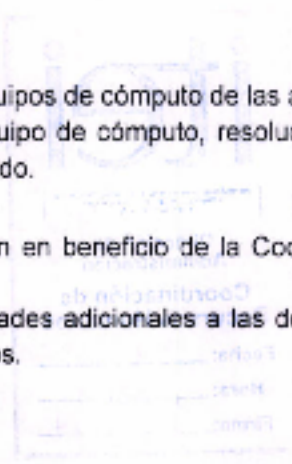 uipos de cómputo de las a
uipo de cómputo, resolu
do.
n en beneficio de la Coo
ades adicionales a las de
s.
Coordinación de
Fecha:
Hora:
Firma: